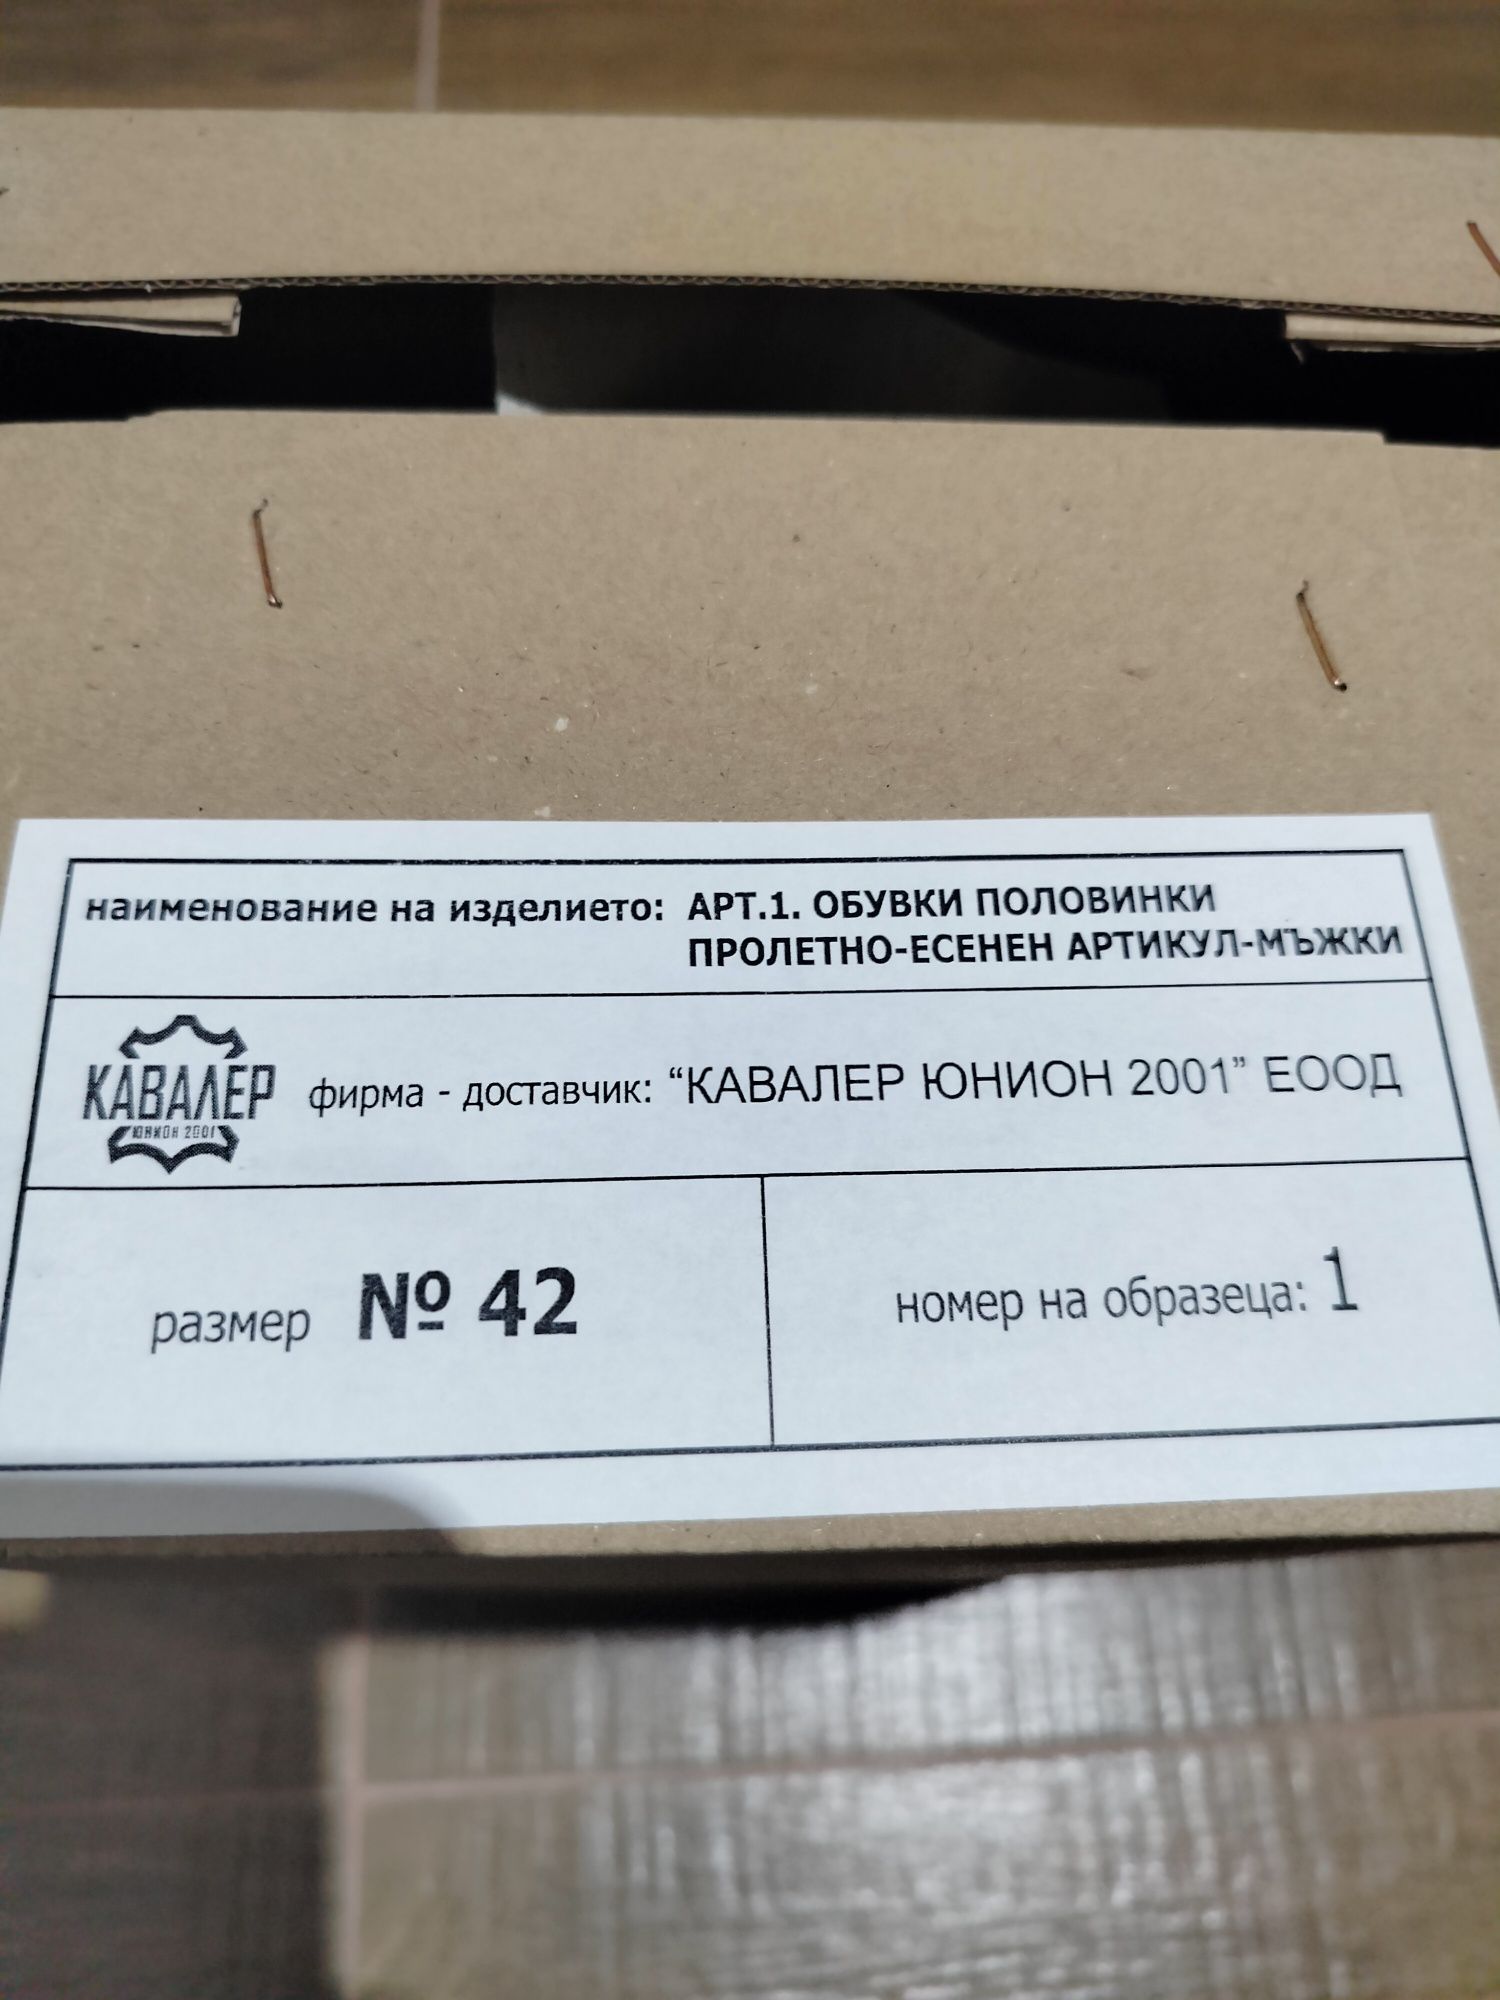 наименование на изделието: АРТ.1. ОБУВКИ ПОЛОВИНКИ
ПРОЛЕТНО-ЕСЕНЕН АРТИКУЛ-МЪЖКИ
КАВАЛЕР
ЮНИОН 2001
фирма - доставчик: “КАВАЛЕР ЮНИОН 2001” ЕООД
размер № 42
номер на образеца: 1